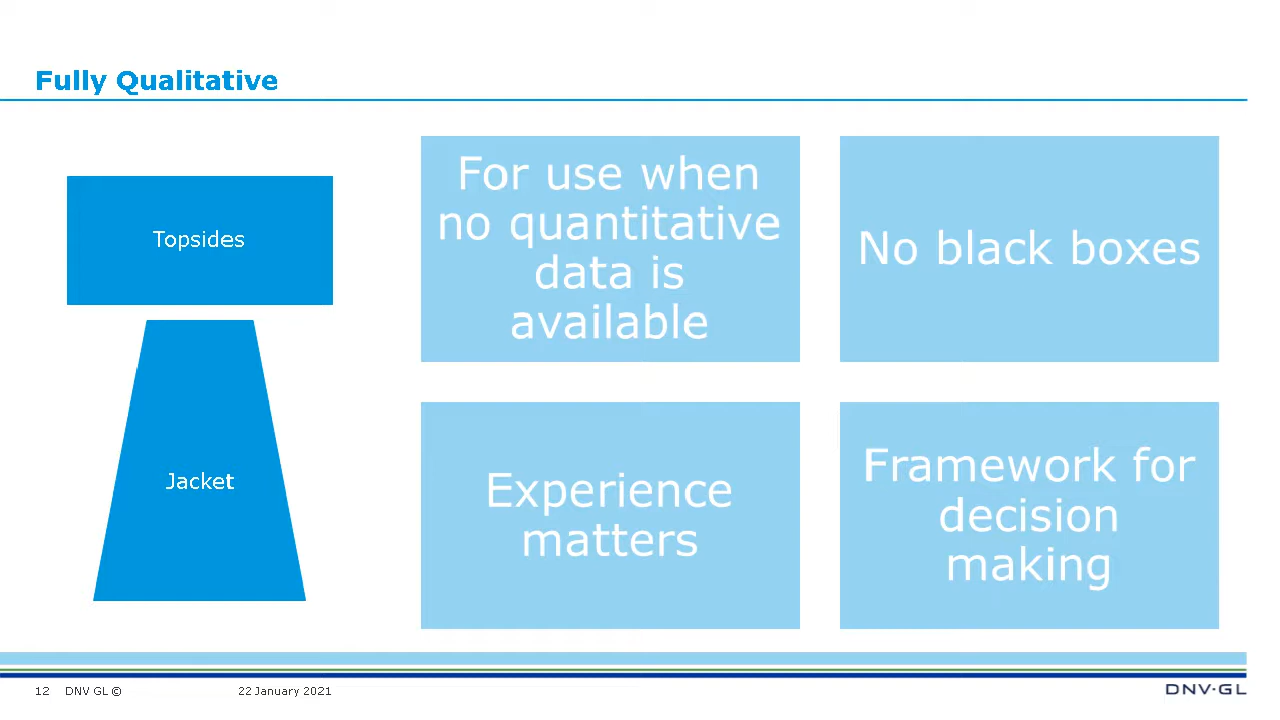 Fully Qualitative
Topsides
Jacket
For use when
no quantitative
data is
available
No black boxes
Experience
matters
Framework for
decision
making
12 DNV GL © 22 January 2021
DNV·GL